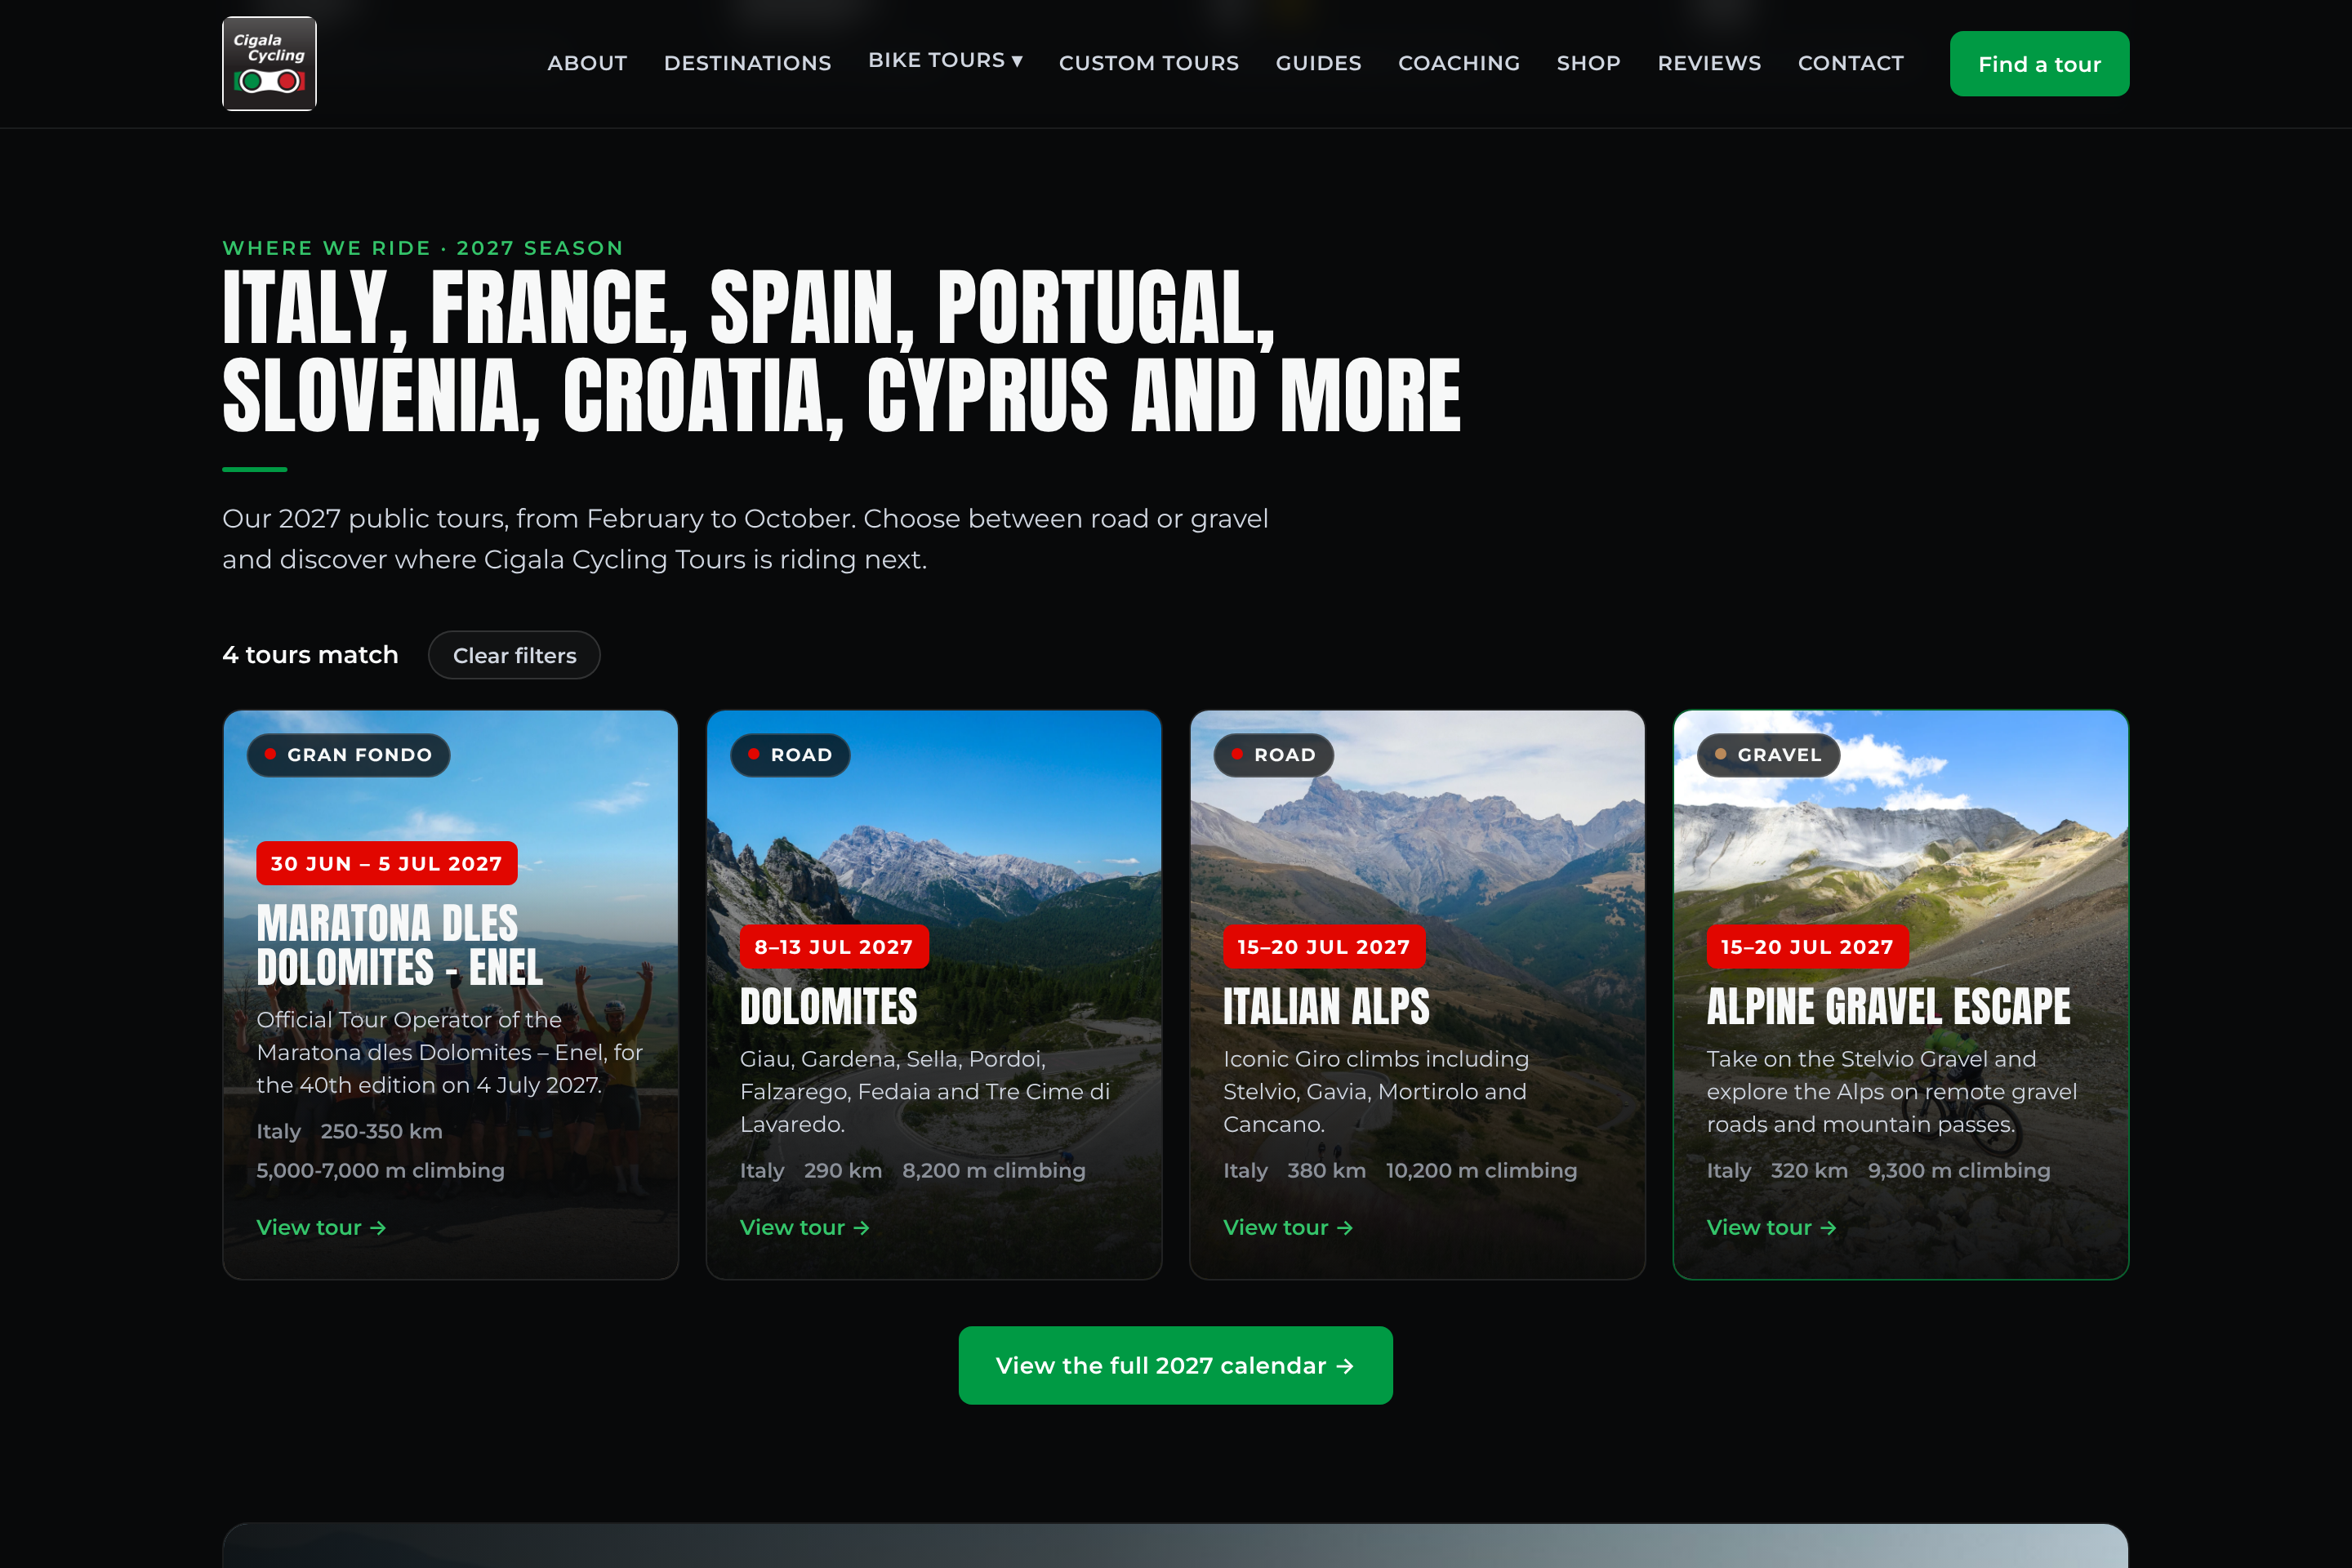 Cigala
Cycling
ABOUT
DESTINATIONS
BIKE TOURS ▾
CUSTOM TOURS
GUIDES
COACHING
SHOP
REVIEWS
CONTACT
Find a tour
WHERE WE RIDE · 2027 SEASON
ITALY, FRANCE, SPAIN, PORTUGAL,
SLOVENIA, CROATIA, CYPRUS AND MORE
Our 2027 public tours, from February to October. Choose between road or gravel
and discover where Cigala Cycling Tours is riding next.
4 tours match
Clear filters
GRAN FONDO
30 JUN – 5 JUL 2027
MARATONA DLES
DOLOMITES - ENEL
Official Tour Operator of the
Maratona dles Dolomites – Enel, for
the 40th edition on 4 July 2027.
Italy 250-350 km
5,000-7,000 m climbing
View tour →
ROAD
8–13 JUL 2027
DOLOMITES
Giau, Gardena, Sella, Pordoi,
Falzarego, Fedaia and Tre Cime di
Lavaredo.
Italy 290 km 8,200 m climbing
View tour →
ROAD
15–20 JUL 2027
ITALIAN ALPS
Iconic Giro climbs including
Stelvio, Gavia, Mortirolo and
Cancano.
Italy 380 km 10,200 m climbing
View tour →
GRAVEL
15–20 JUL 2027
ALPINE GRAVEL ESCAPE
Take on the Stelvio Gravel and
explore the Alps on remote gravel
roads and mountain passes.
Italy 320 km 9,300 m climbing
View tour →
View the full 2027 calendar →